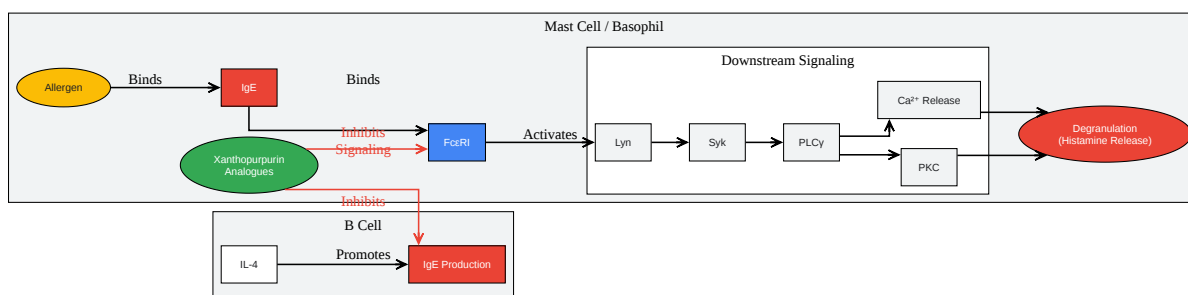 Mast Cell / Basophil
Downstream Signaling
Allergen
Binds
IgE
Binds
Ca²⁺ Release
Inhibits
Signaling
FcεRI
Activates
Lyn
Syk
PLCγ
Degranulation
(Histamine Release)
Xanthopurpurin
Analogues
PKC
Inhibits
B Cell
IL-4
Promotes
IgE Production